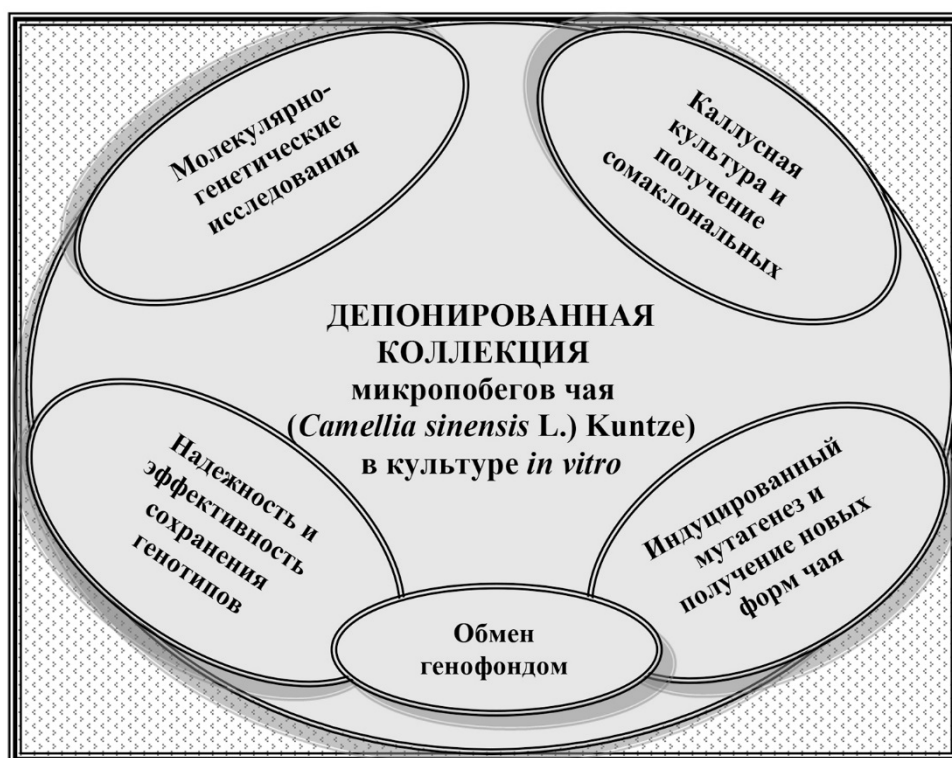 Молекулярно-
генетические
исследования
Каллусная
культура и
получение
сомаклональных
ДЕПОНИРОВАННАЯ
КОЛЛЕКЦИЯ
микропобегов чая
(Camellia sinensis L.) Kuntze)
в культуре in vitro
Надежность и
эффективность
сохранения
генотипов
Индуцированный
мутагенез и
получение новых
форм чая
Обмен
генофондом